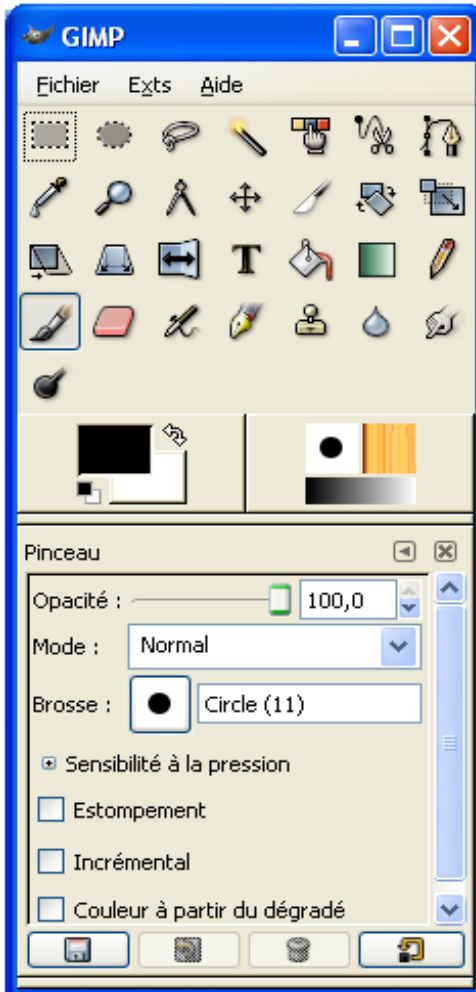 GIMP
Fichier Exts Aide
Pinceau
Opacité : 100,0
Mode : Normal
Brosse : Circle (11)
Sensibilité à la pression
Estompement
Incrémental
Couleur à partir du dégradé